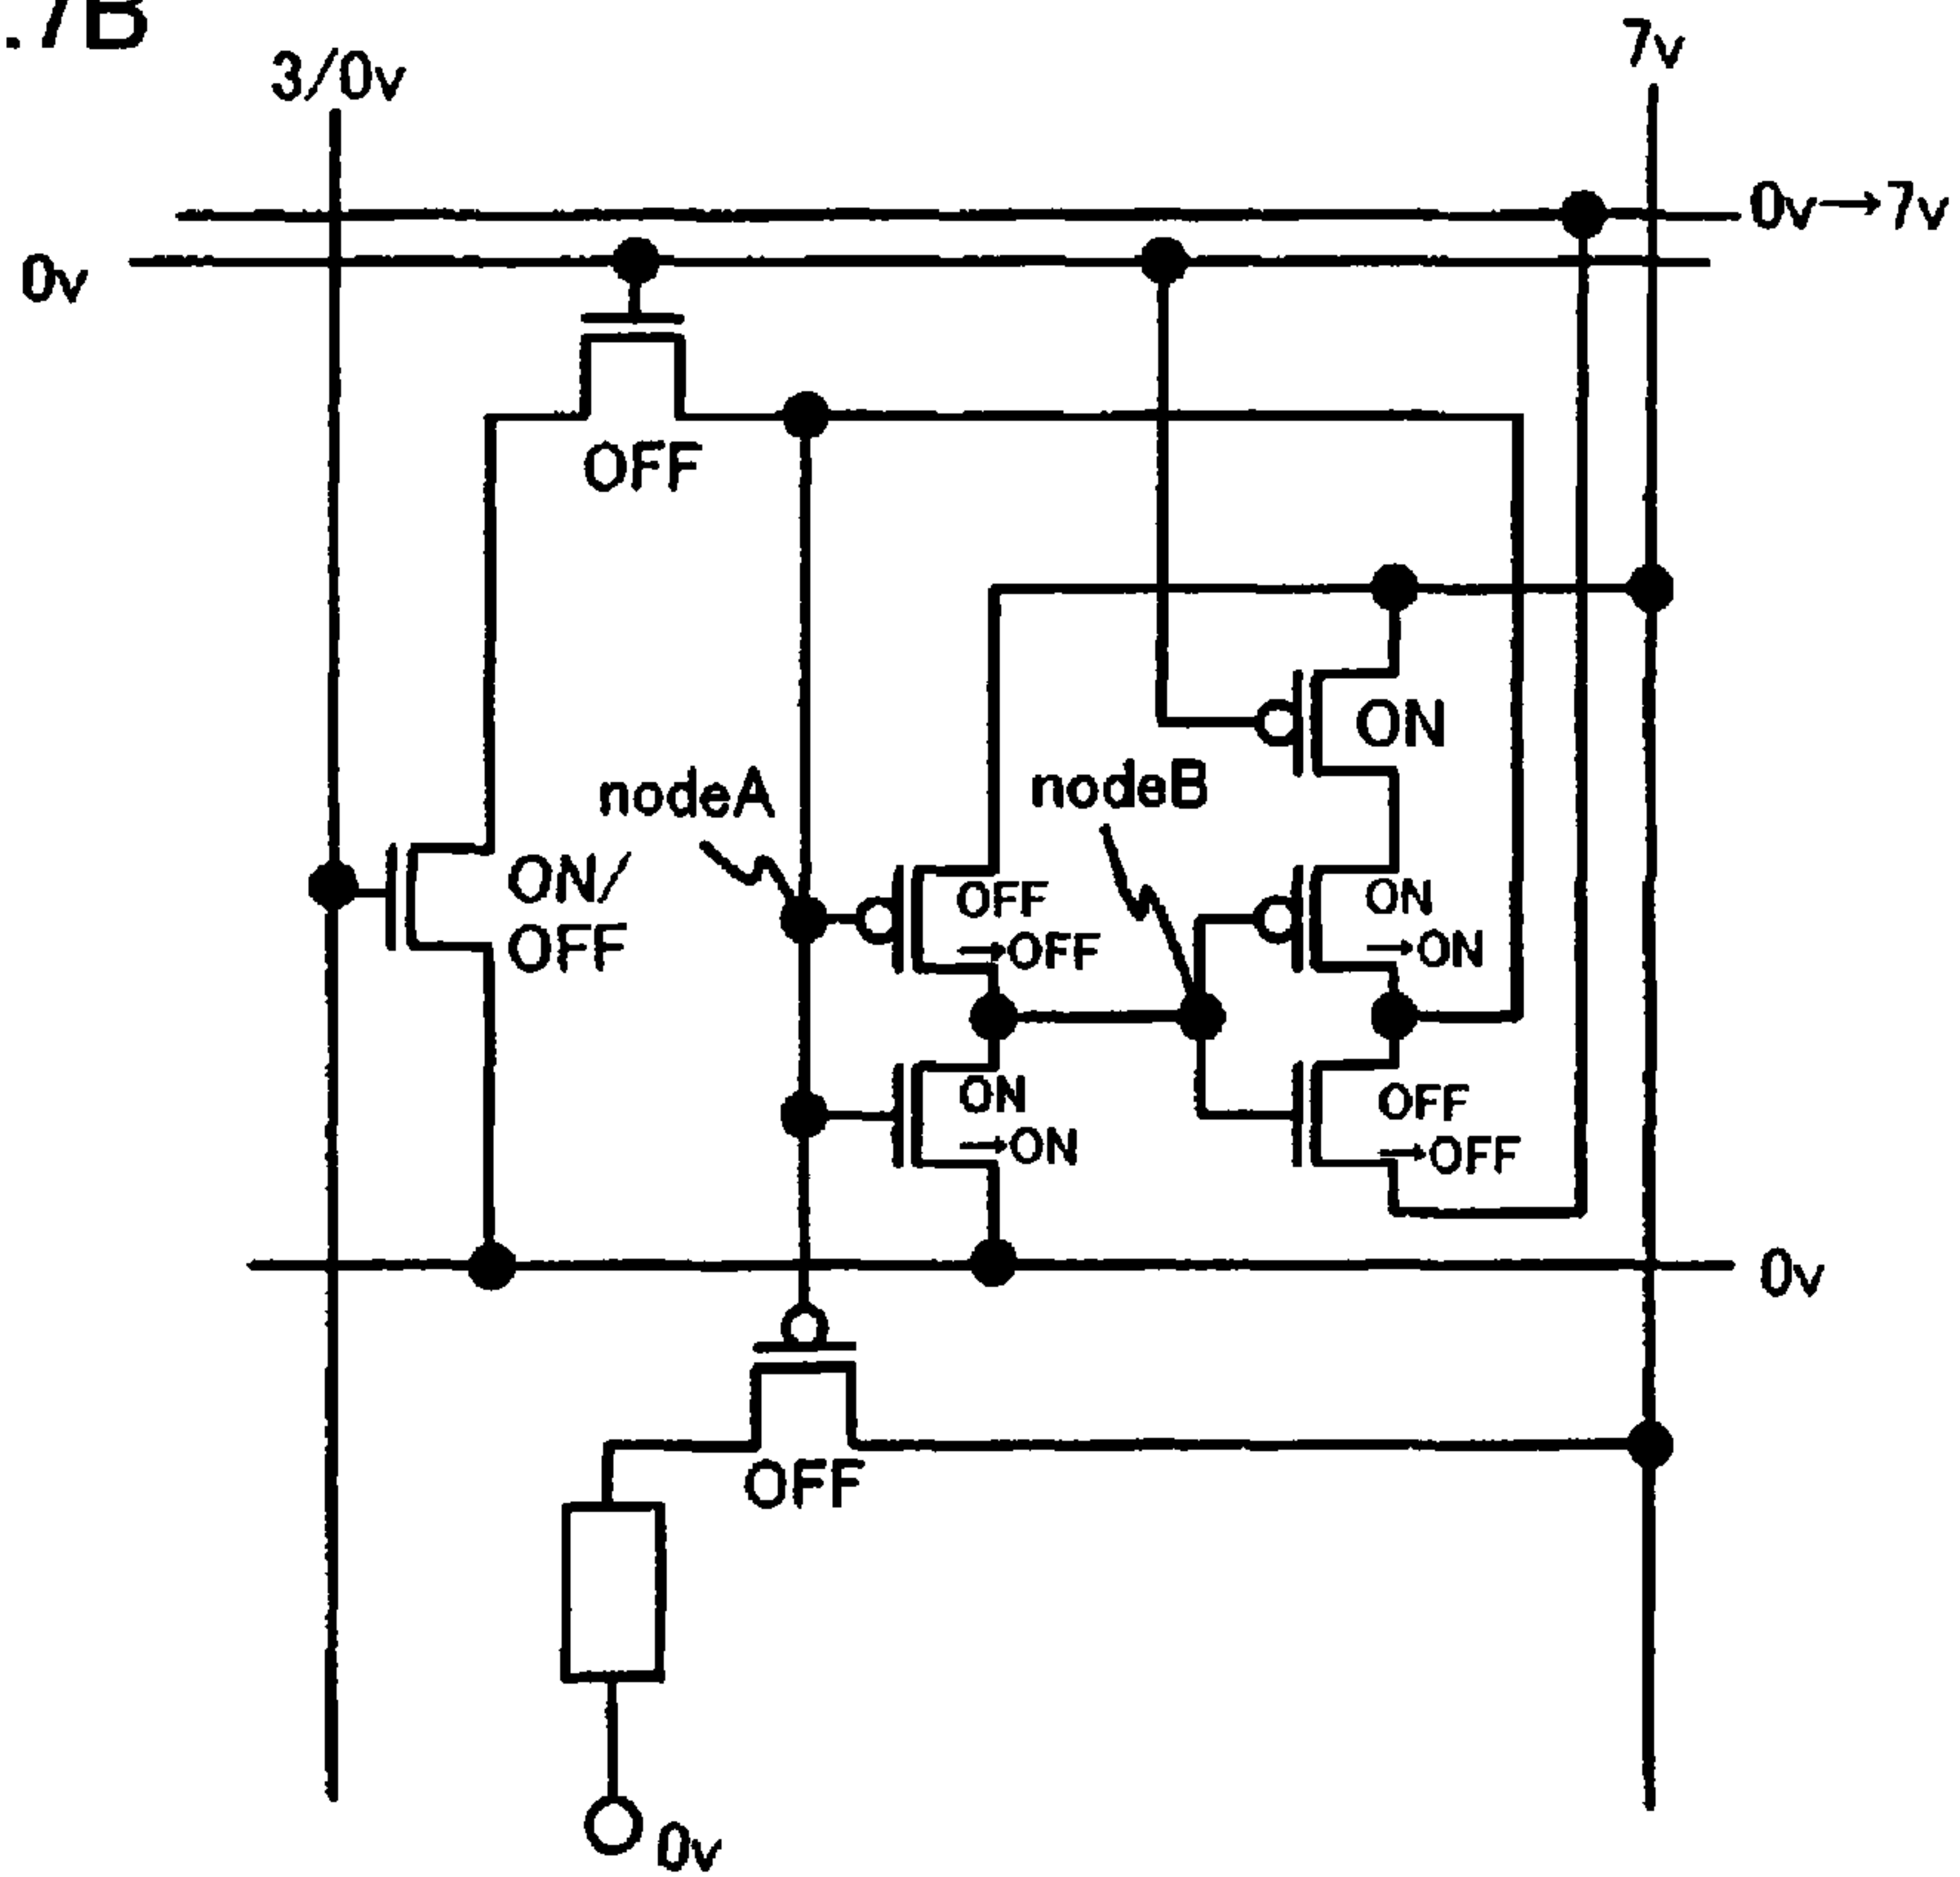 .7B
3/0v
7v
0v→7v
0v
OFF
ON
nodeA
nodeB
ON/
OFF
OFF
→OFF
ON
→ON
ON
→ON
OFF
→OFF
0v
OFF
0v